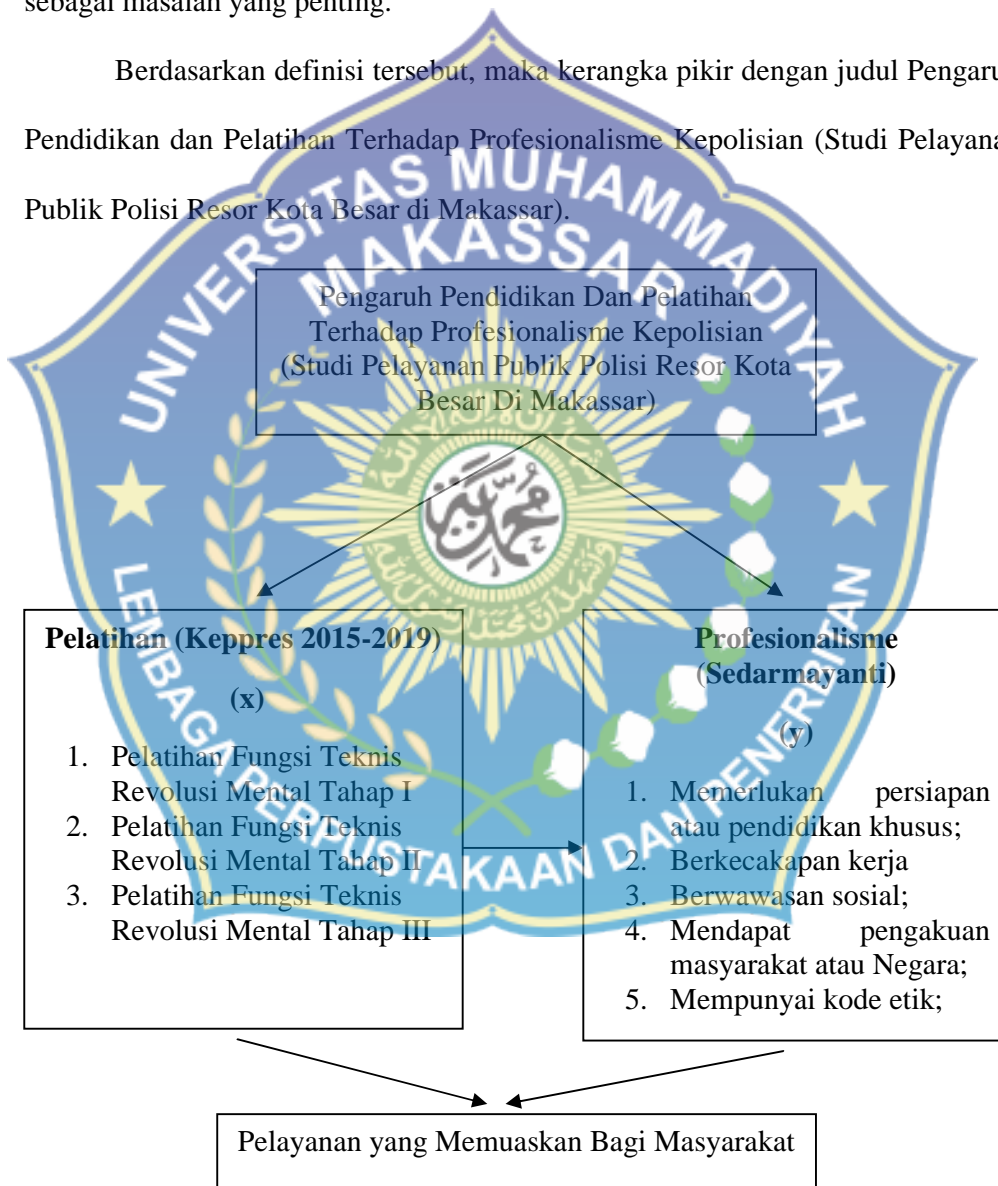 sebagai masalah yang penting.
Berdasarkan definisi tersebut, maka kerangka pikir dengan judul Pengaru
Pendidikan dan Pelatihan Terhadap Profesionalisme Kepolisian (Studi Pelayana
Publik Polisi Resor Kota Besar di Makassar).
UNIVERSITAS MUHAMMADIYAH
MAKASSAR
LEMBAGA PERPUSTAKAAN DAN PENERBITAN
Pengaruh Pendidikan Dan Pelatihan
Terhadap Profesionalisme Kepolisian
(Studi Pelayanan Publik Polisi Resor Kota
Besar Di Makassar)
Pelatihan (Keppres 2015-2019)
(x)
1. Pelatihan Fungsi Teknis
Revolusi Mental Tahap I
2. Pelatihan Fungsi Teknis
Revolusi Mental Tahap II
3. Pelatihan Fungsi Teknis
Revolusi Mental Tahap III
Profesionalisme
(Sedarmayanti)
(y)
1. Memerlukan persiapan
atau pendidikan khusus;
2. Berkecakapan kerja
3. Berwawasan sosial;
4. Mendapat pengakuan
masyarakat atau Negara;
5. Mempunyai kode etik;
Pelayanan yang Memuaskan Bagi Masyarakat